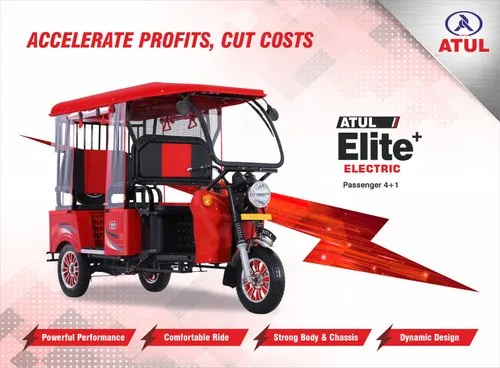 ACCELERATE PROFITS, CUT COSTS
ATUL
ATUL
Elite+
ELECTRIC
Passenger 4+1
Powerful Performance
Comfortable Ride
Strong Body & Chassis
Dynamic Design